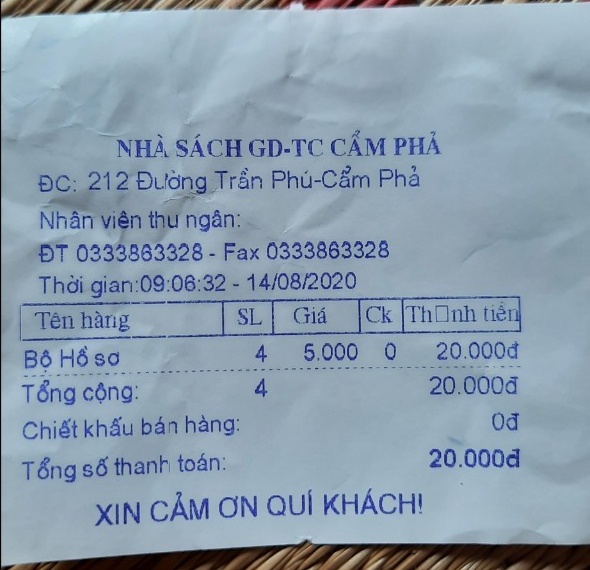 NHÀ SÁCH GD-TC CẨM PHẢ
ĐC: 212 Đường Trần Phú-Cẩm Phả
Nhân viên thu ngân:
ĐT 0333863328 - Fax 0333863328
Thời gian:09:06:32 - 14/08/2020
Tên hàng SL Giá Ck Th□nh tiền
Bộ Hồ sơ 4 5.000 0 20.000đ
Tổng cộng: 4 20.000đ
Chiết khấu bán hàng: 0đ
Tổng số thanh toán: 20.000đ
XIN CẢM ƠN QUÍ KHÁCH!